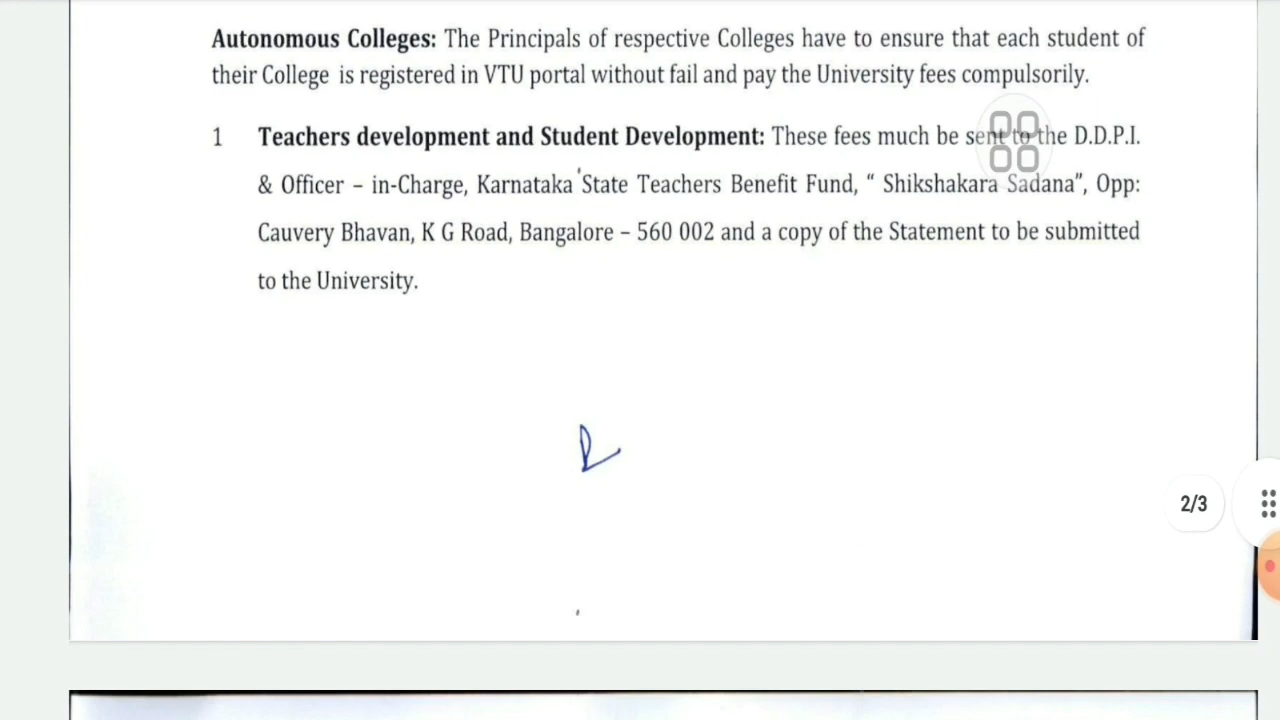 Autonomous Colleges: The Principals of respective Colleges have to ensure that each student of
their College is registered in VTU portal without fail and pay the University fees compulsorily.
1 Teachers development and Student Development: These fees much be sent to the D.D.P.I.
& Officer – in-Charge, Karnataka State Teachers Benefit Fund, “ Shikshakara Sadana”, Opp:
Cauvery Bhavan, K G Road, Bangalore – 560 002 and a copy of the Statement to be submitted
to the University.
2/3